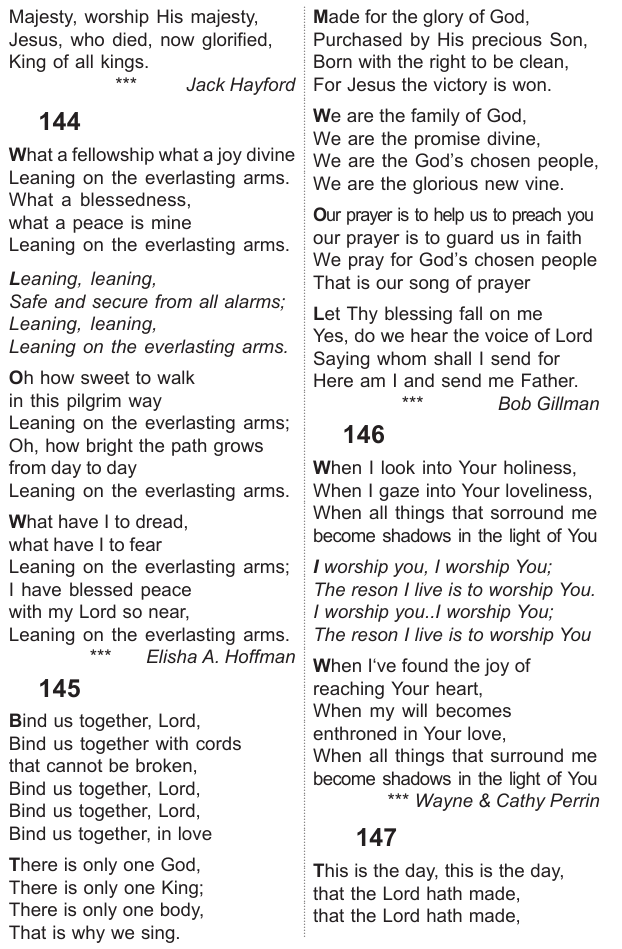 Majesty, worship His majesty,
Jesus, who died, now glorified,
King of all kings.
*** Jack Hayford
144
What a fellowship what a joy divine
Leaning on the everlasting arms.
What a blessedness,
what a peace is mine
Leaning on the everlasting arms.
Leaning, leaning,
Safe and secure from all alarms;
Leaning, leaning,
Leaning on the everlasting arms.
Oh how sweet to walk
in this pilgrim way
Leaning on the everlasting arms;
Oh, how bright the path grows
from day to day
Leaning on the everlasting arms.
What have I to dread,
what have I to fear
Leaning on the everlasting arms;
I have blessed peace
with my Lord so near,
Leaning on the everlasting arms.
*** Elisha A. Hoffman
145
Bind us together, Lord,
Bind us together with cords
that cannot be broken,
Bind us together, Lord,
Bind us together, Lord,
Bind us together, in love
There is only one God,
There is only one King;
There is only one body,
That is why we sing.
Made for the glory of God,
Purchased by His precious Son,
Born with the right to be clean,
For Jesus the victory is won.
We are the family of God,
We are the promise divine,
We are the God's chosen people,
We are the glorious new vine.
Our prayer is to help us to preach you
our prayer is to guard us in faith
We pray for God's chosen people
That is our song of prayer
Let Thy blessing fall on me
Yes, do we hear the voice of Lord
Saying whom shall I send for
Here am I and send me Father.
*** Bob Gillman
146
When I look into Your holiness,
When I gaze into Your loveliness,
When all things that sorround me
become shadows in the light of You
I worship you, I worship You;
The reson I live is to worship You.
I worship you..I worship You;
The reson I live is to worship You
When I've found the joy of
reaching Your heart,
When my will becomes
enthroned in Your love,
When all things that surround me
become shadows in the light of You
*** Wayne & Cathy Perrin
147
This is the day, this is the day,
that the Lord hath made,
that the Lord hath made,